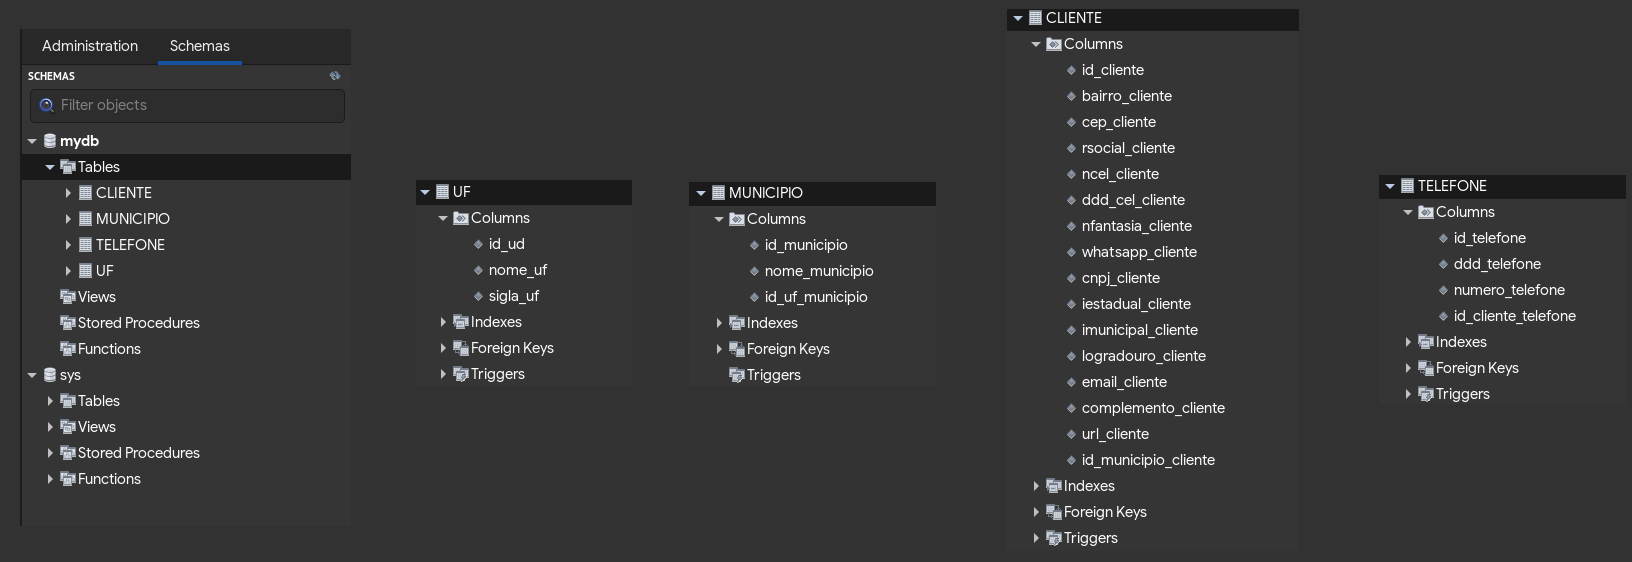 Administration
Schemas
SCHEMAS
Filter objects
mydb
Tables
CLIENTE
MUNICIPIO
TELEFONE
UF
Views
Stored Procedures
Functions
sys
Tables
Views
Stored Procedures
Functions
UF
Columns
id_ud
nome_uf
sigla_uf
Indexes
Foreign Keys
Triggers
MUNICIPIO
Columns
id_municipio
nome_municipio
id_uf_municipio
Indexes
Foreign Keys
Triggers
CLIENTE
Columns
id_cliente
bairro_cliente
cep_cliente
rsocial_cliente
ncel_cliente
ddd_cel_cliente
nfantasia_cliente
whatsapp_cliente
cnpj_cliente
iestadual_cliente
imunicipal_cliente
logradouro_cliente
email_cliente
complemento_cliente
url_cliente
id_municipio_cliente
Indexes
Foreign Keys
Triggers
TELEFONE
Columns
id_telefone
ddd_telefone
numero_telefone
id_cliente_telefone
Indexes
Foreign Keys
Triggers